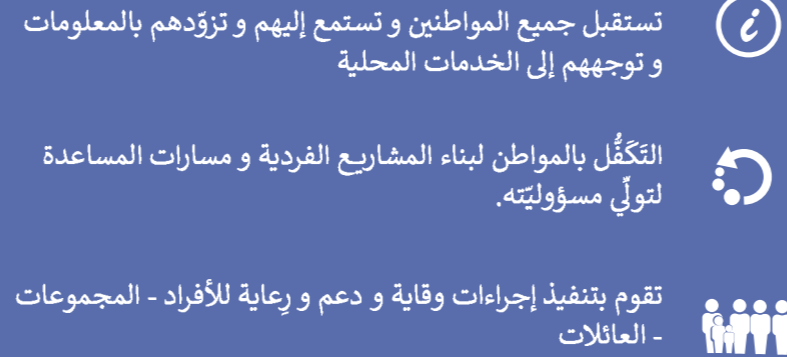 تستقبل جميع المواطنين و تستمع إليهم و تزوّدهم بالمعلومات
و توجههم إلى الخدمات المحلية
i
التَكَفُّل بالمواطن لبناء المشاريع الفردية و مسارات المساعدة
لتولِّي مسؤوليّته.
تقوم بتنفيذ إجراءات وقاية و دعم و رِعاية للأفراد - المجموعات
- العائلات